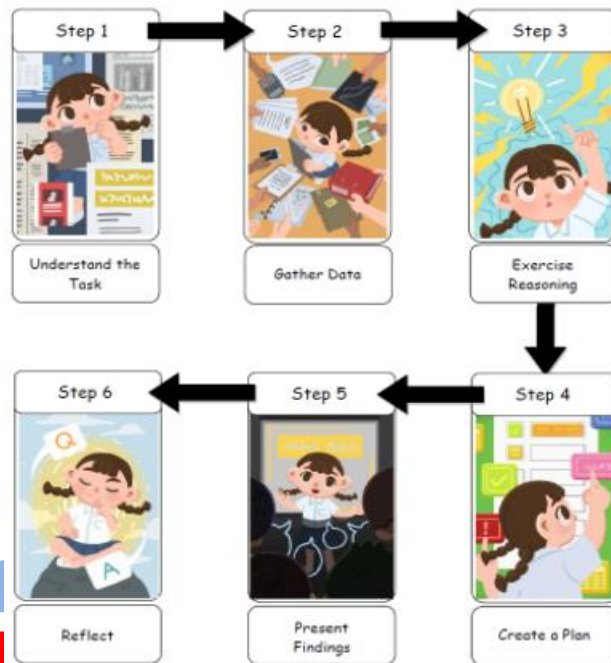 Step 1
Step 2
Step 3
Understand the
Task
Gather Data
Exercise
Reasoning
Step 6
Step 5
Step 4
Q
A
Reflect
Present
Findings
Create a Plan